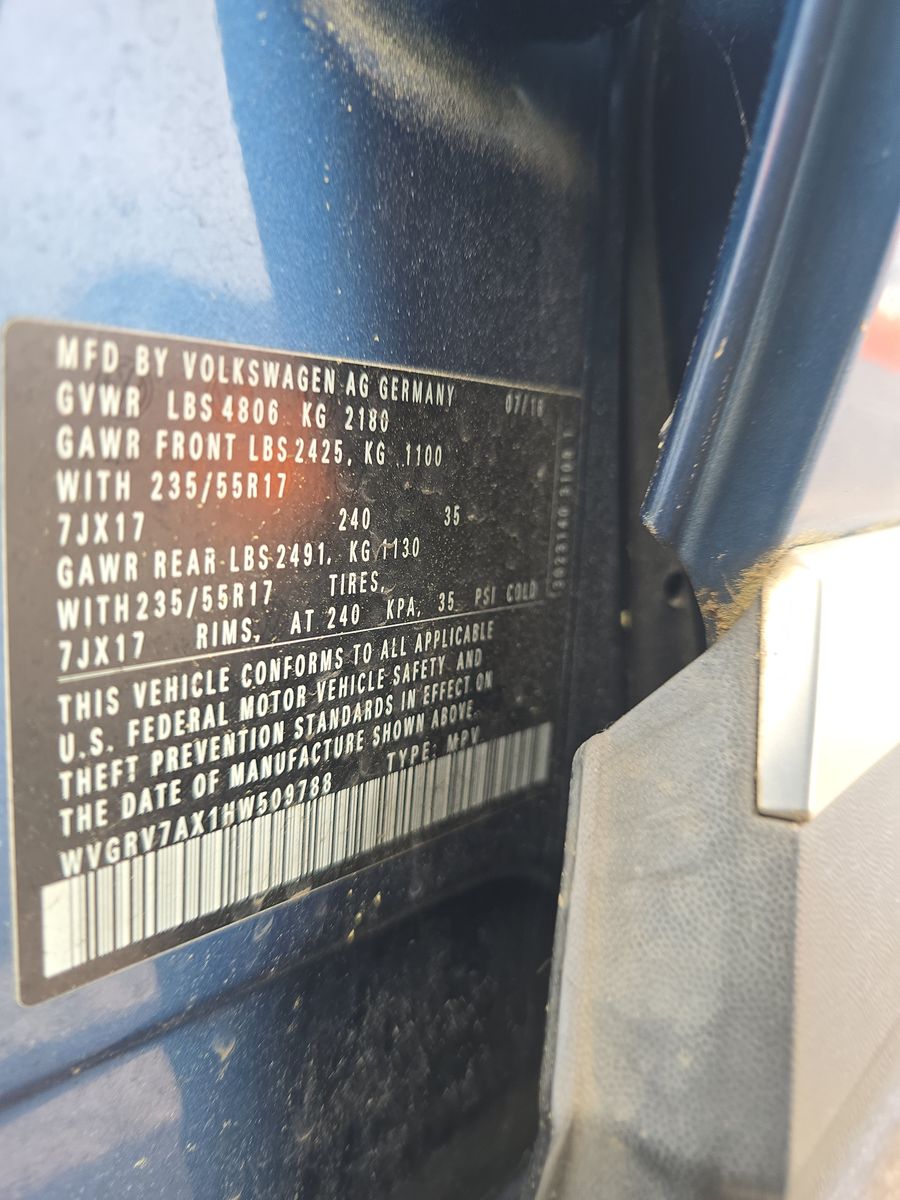 MFD BY VOLKSWAGEN AG GERMANY
GVWR LBS 4806 KG 2180 07/16
GAWR FRONT LBS 2425, KG 1100
WITH 235/55R17
7JX17 240 35
GAWR REAR LBS 2491, KG 1130
WITH 235/55R17 TIRES,
7JX17 RIMS, AT 240 KPA, 35 PSI COLD
THIS VEHICLE CONFORMS TO ALL APPLICABLE
U.S. FEDERAL MOTOR VEHICLE SAFETY AND
THEFT PREVENTION STANDARDS IN EFFECT ON
THE DATE OF MANUFACTURE SHOWN ABOVE.
WVGRV7AX1HW509788 TYPE: MPV